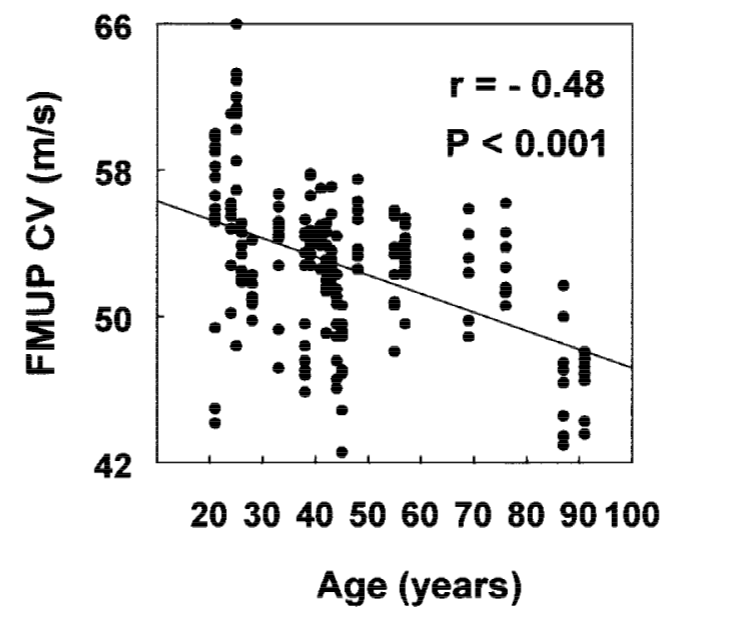 66
r = - 0.48
P < 0.001
58
FMUP CV (m/s)
50
42
20 30 40 50 60 70 80 90 100
Age (years)